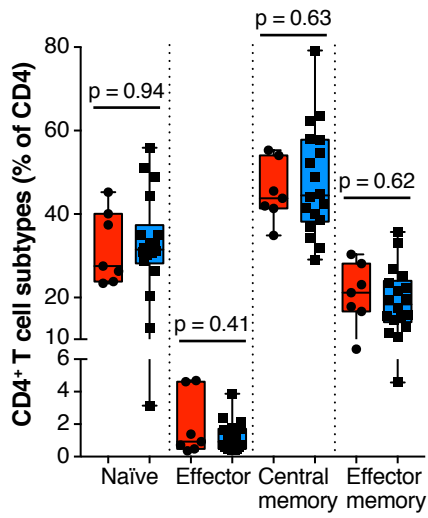 CD4⁺ T cell subtypes (% of CD4)
80
60
40
20
10
6
4
2
0
p = 0.94
p = 0.41
p = 0.63
p = 0.62
Naïve
Effector
Central
memory
Effector
memory